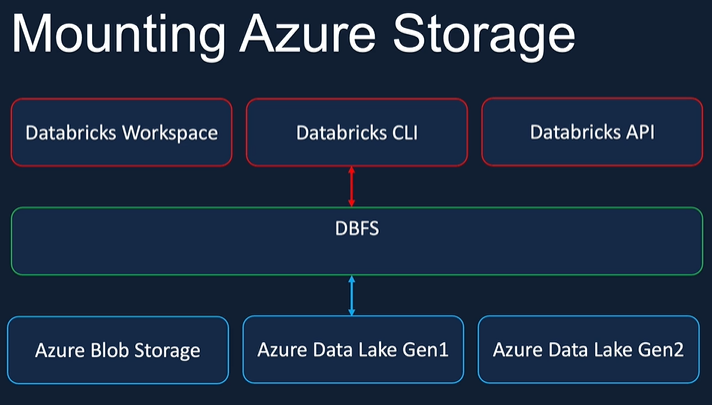 Mounting Azure Storage
Databricks Workspace
Databricks CLI
Databricks API
DBFS
Azure Blob Storage
Azure Data Lake Gen1
Azure Data Lake Gen2